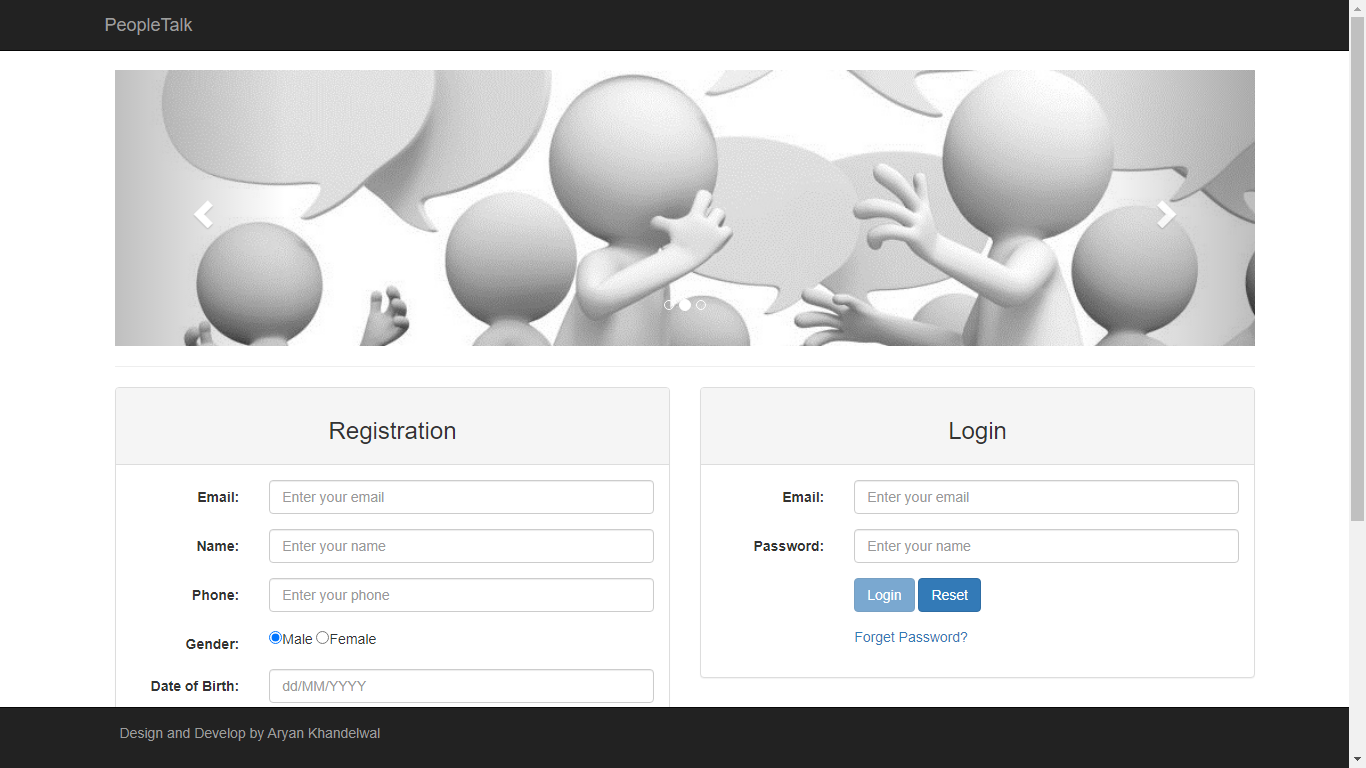 PeopleTalk
Registration
Email:
Enter your email
Name:
Enter your name
Phone:
Enter your phone
Gender:
Male Female
Date of Birth:
dd/MM/YYYY
Login
Email:
Enter your email
Password:
Enter your name
Login Reset
Forget Password?
Design and Develop by Aryan Khandelwal